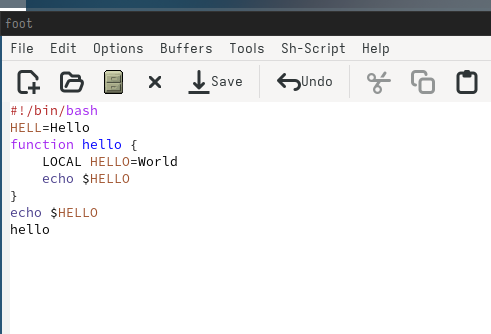 foot
File Edit Options Buffers Tools Sh-Script Help
Save Undo
#!/bin/bash
HELL=Hello
function hello {
    LOCAL HELLO=World
    echo $HELLO
}
echo $HELLO
hello